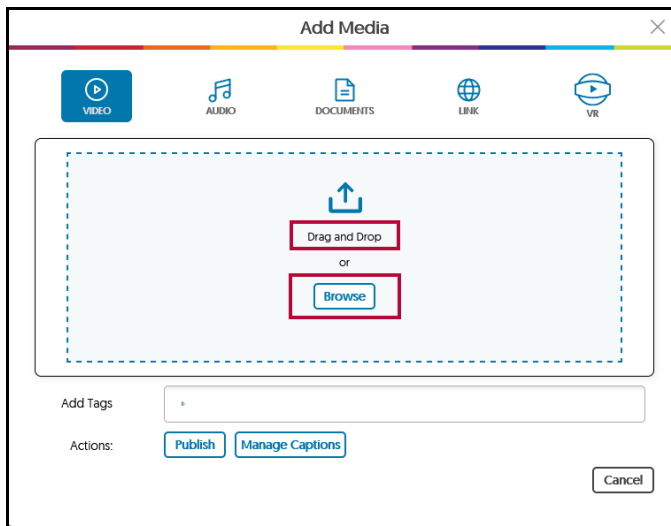 Add Media
VIDEO
AUDIO
DOCUMENTS
LINK
VR
Drag and Drop
or
Browse
Add Tags
Actions:
Publish
Manage Captions
Cancel